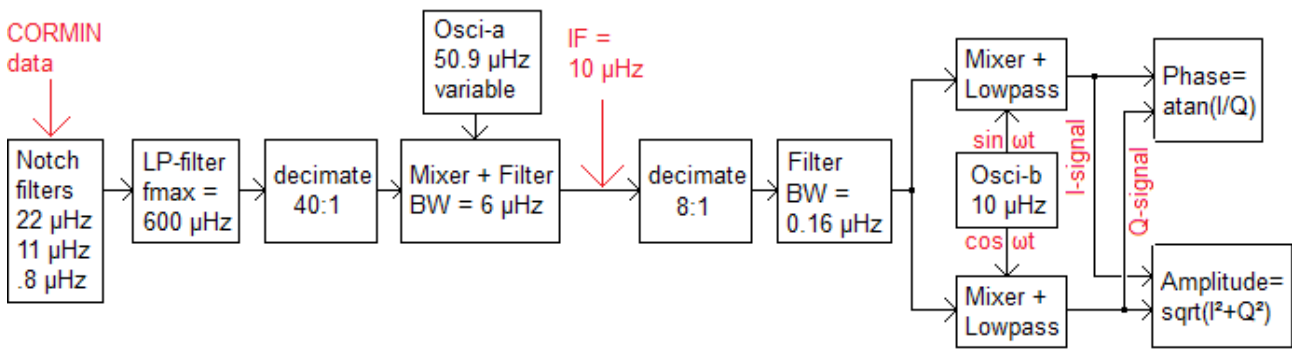 CORMIN
data
Notch
filters
22 µHz
11 µHz
.8 µHz
LP-filter
fmax =
600 µHz
decimate
40:1
Osci-a
50.9 µHz
variable
Mixer + Filter
BW = 6 µHz
IF =
10 µHz
decimate
8:1
Filter
BW =
0.16 µHz
Mixer +
Lowpass
sin ωt
Osci-b
10 µHz
cos ωt
Mixer +
Lowpass
I-signal
Q-signal
Phase=
atan(I/Q)
Amplitude=
sqrt(I²+Q²)